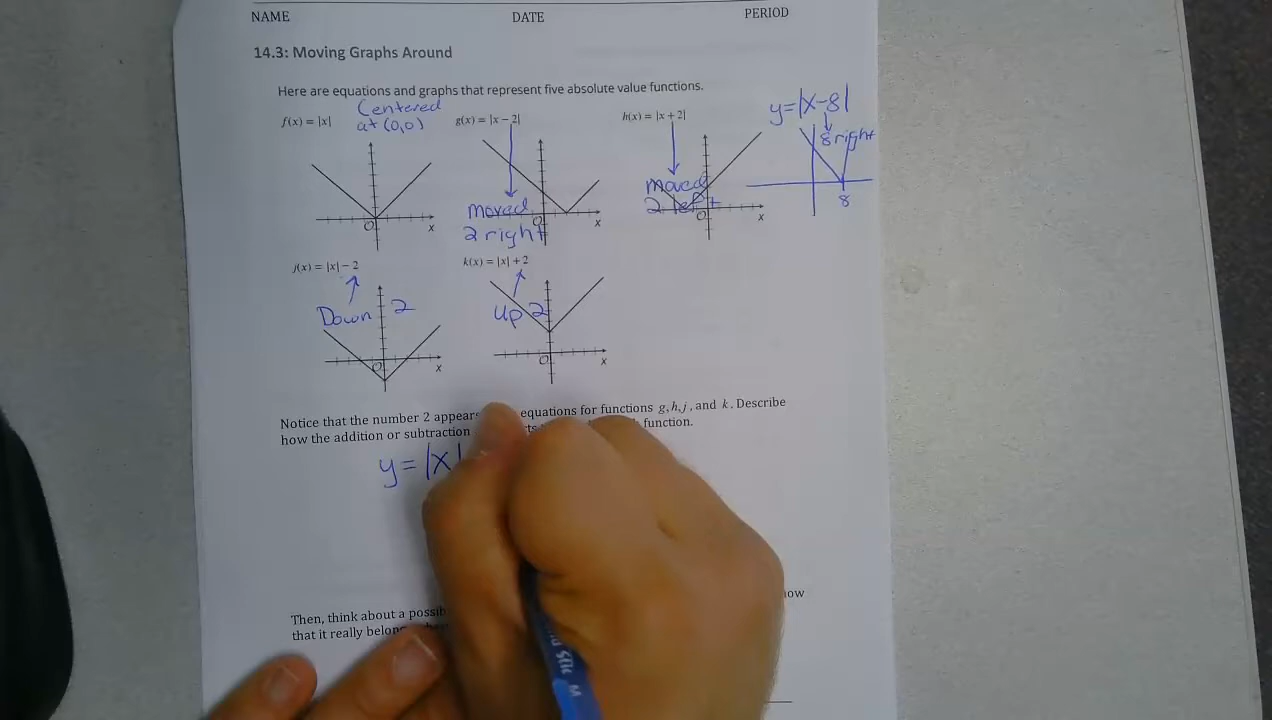 NAME DATE PERIOD
14.3: Moving Graphs Around
Here are equations and graphs that represent five absolute value functions.
f(x) = |x| Centered at (0,0)
g(x) = |x − 2|
moved
2 right
O x
h(x) = |x + 2|
moved
2 left
O x
y=|x-8|
8 right
8
O x
j(x) = |x| − 2
Down 2
O x
k(x) = |x| + 2
Up 2
O x
Notice that the number 2 appears equations for functions g, h, j, and k. Describe
how the addition or subtraction function.
y=|x|
Then, think about a possib
that it really belon